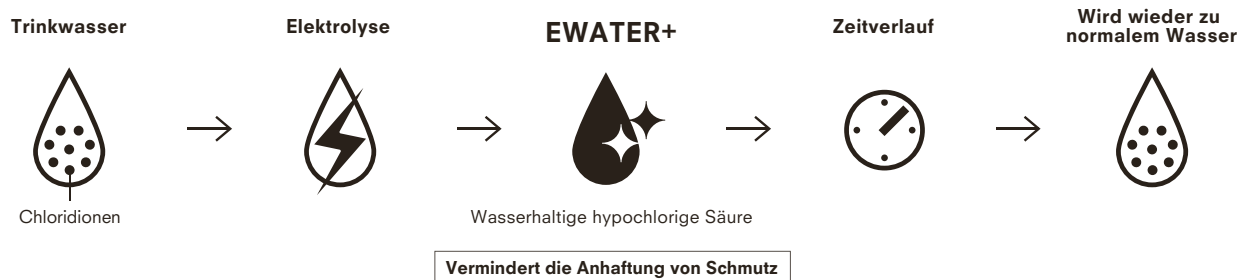 Trinkwasser
Elektrolyse
EWATER+
Zeitverlauf
Wird wieder zu
normalem Wasser
Chloridionen
Wasserhaltige hypochlorige Säure
Vermindert die Anhaftung von Schmutz